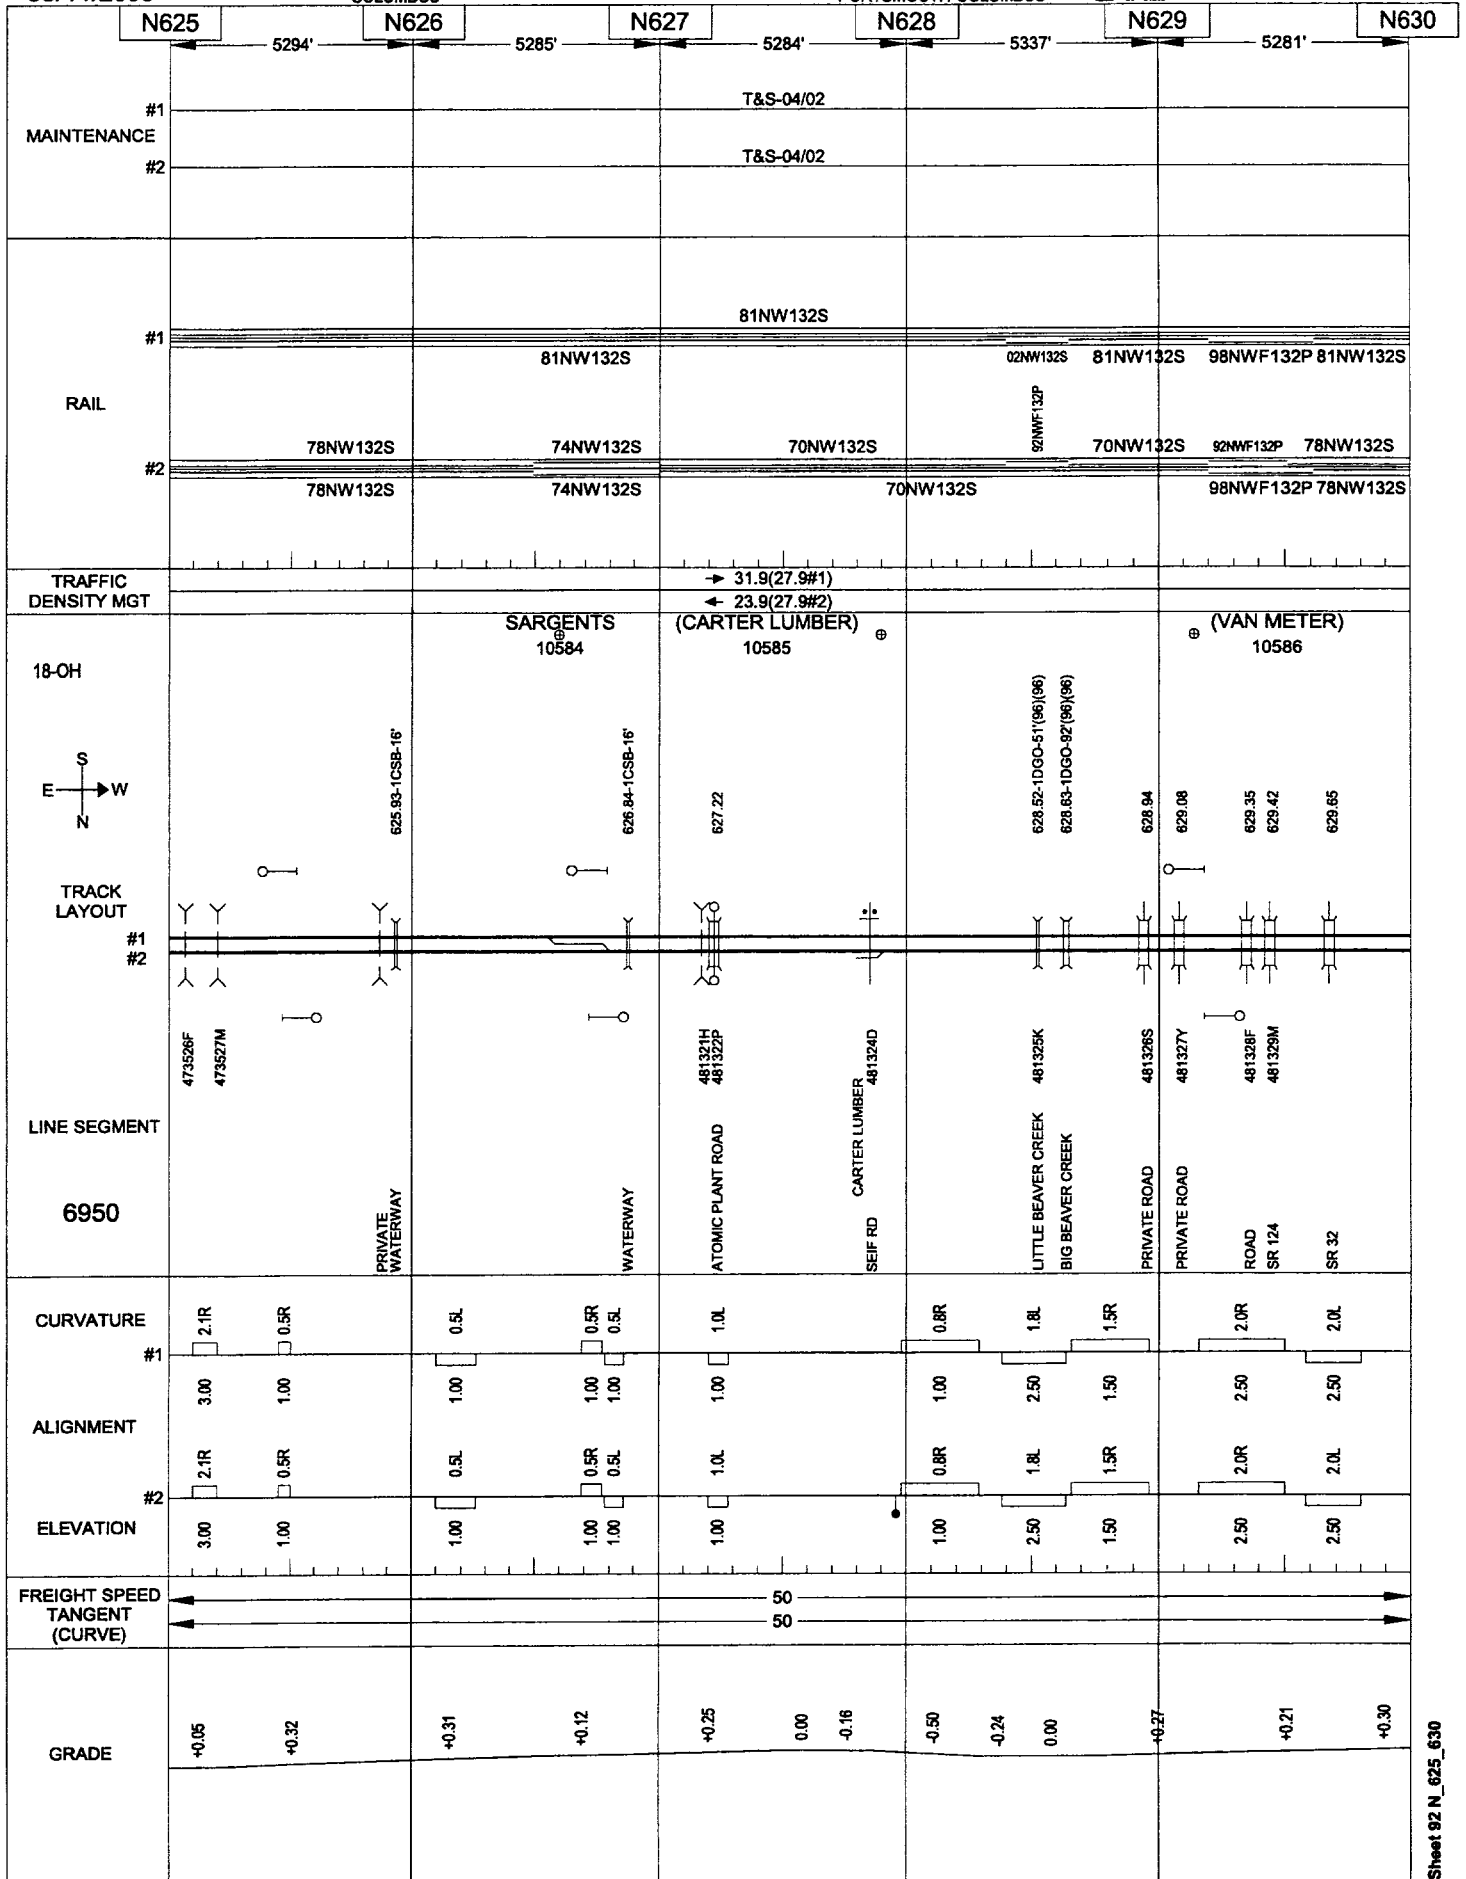 N625 N626 N627 N628 N629 N630
5294' 5285' 5284' 5337' 5281'
MAINTENANCE
#1
T&S-04/02
#2
T&S-04/02
RAIL
81NW132S
#1
81NW132S 02NW132S 81NW132S 98NWF132P 81NW132S
92NWF132P
78NW132S 74NW132S 70NW132S 70NW132S 92NWF132P 78NW132S
#2
78NW132S 74NW132S 70NW132S 98NWF132P 78NW132S
TRAFFIC
DENSITY MGT
→ 31.9(27.9#1)
← 23.9(27.9#2)
SARGENTS (CARTER LUMBER) (VAN METER)
10584 10585 10586
18-OH
S
E W
N
625.93-1CSB-16'
626.84-1CSB-16'
627.22
628.52-1DGO-51'(96)(96)
628.63-1DGO-92'(96)(96)
628.94
629.08
629.35
629.42
629.65
TRACK
LAYOUT
#1
#2
473526F
473527M
481321H
481322P
481324D
481325K
481326S
481327Y
481328F
481329M
LINE SEGMENT
6950
PRIVATE
WATERWAY
WATERWAY
ATOMIC PLANT ROAD
CARTER LUMBER
SEIF RD
LITTLE BEAVER CREEK
BIG BEAVER CREEK
PRIVATE ROAD
PRIVATE ROAD
ROAD
SR 124
SR 32
CURVATURE
2.1R 0.5R 0.5L 0.5R 0.5L 1.0L 0.8R 1.8L 1.5R 2.0R 2.0L
#1
3.00 1.00 1.00 1.00 1.00 1.00 1.00 2.50 1.50 2.50 2.50
ALIGNMENT
2.1R 0.5R 0.5L 0.5R 0.5L 1.0L 0.8R 1.8L 1.5R 2.0R 2.0L
#2
ELEVATION
3.00 1.00 1.00 1.00 1.00 1.00 1.00 2.50 1.50 2.50 2.50
FREIGHT SPEED
TANGENT
(CURVE)
50
50
GRADE
+0.05 +0.32 +0.31 +0.12 +0.25 0.00 -0.16 -0.50 -0.24 0.00 +0.27 +0.21 +0.30
Sheet 92 N_625_630